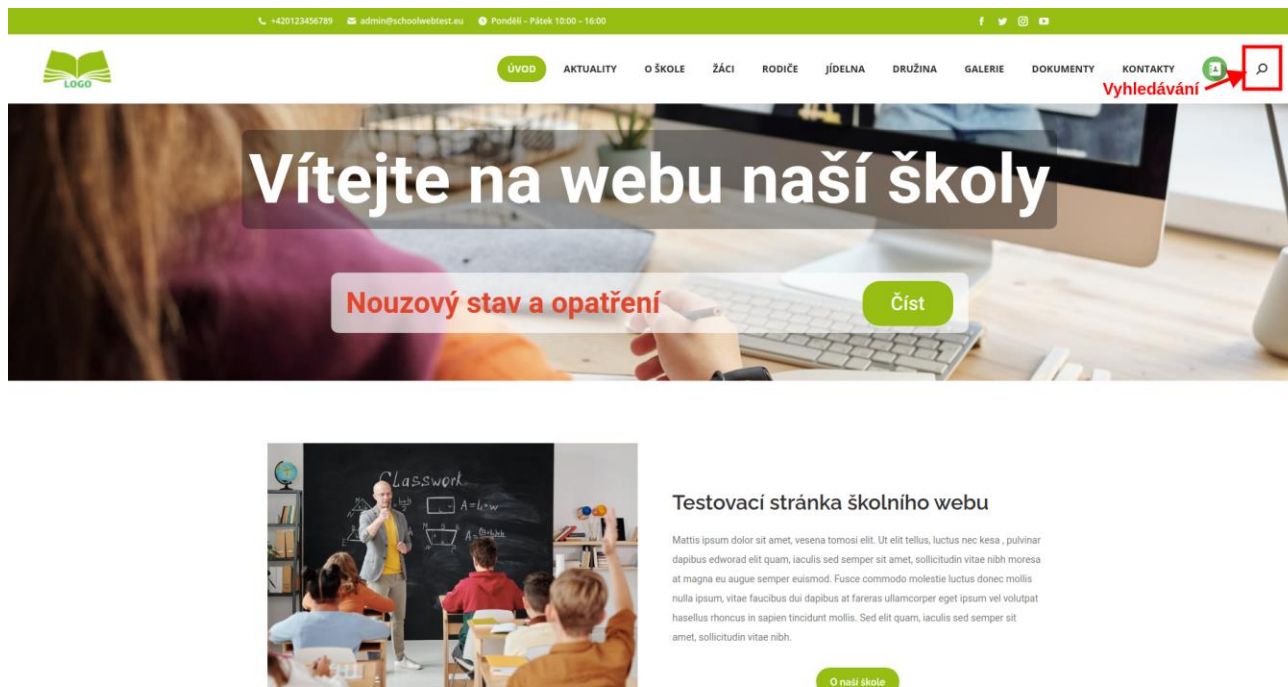 +420123456789 admin@schoolwebtest.eu Pondělí – Pátek 10:00 – 16:00
LOGO
ÚVOD AKTUALITY O ŠKOLE ŽÁCI RODIČE JÍDELNA DRUŽINA GALERIE DOKUMENTY KONTAKTY
Vyhledávání
Vítejte na webu naší školy
Nouzový stav a opatření Číst
Classwork
A=L*w
Testovací stránka školního webu
Mattis ipsum dolor sit amet, vesena tomosi elit. Ut elit tellus, luctus nec kesa , pulvinar
dapibus edworad elit quam, iaculis sed semper sit amet, sollicitudin vitae nibh moresa
at magna eu augue semper euismod. Fusce commodo molestie luctus donec mollis
nulla ipsum, vitae faucibus dui dapibus at fareras ullamcorper eget ipsum vel volutpat
hasellus rhoncus in sapien tincidunt mollis. Sed elit quam, iaculis sed semper sit
amet, sollicitudin vitae nibh.
O naší škole